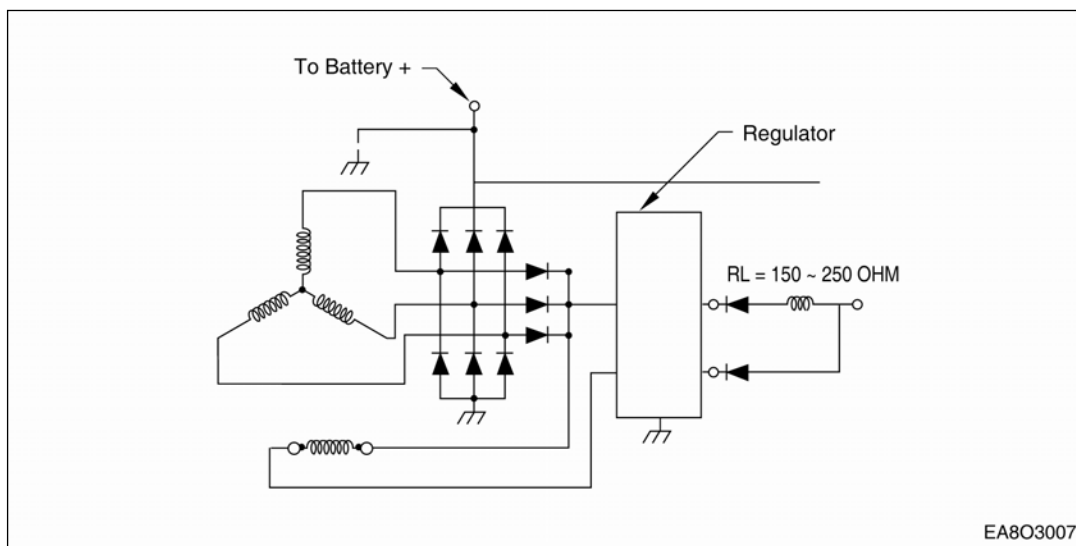 To Battery +
Regulator
RL = 150 ~ 250 OHM
EA8O3007